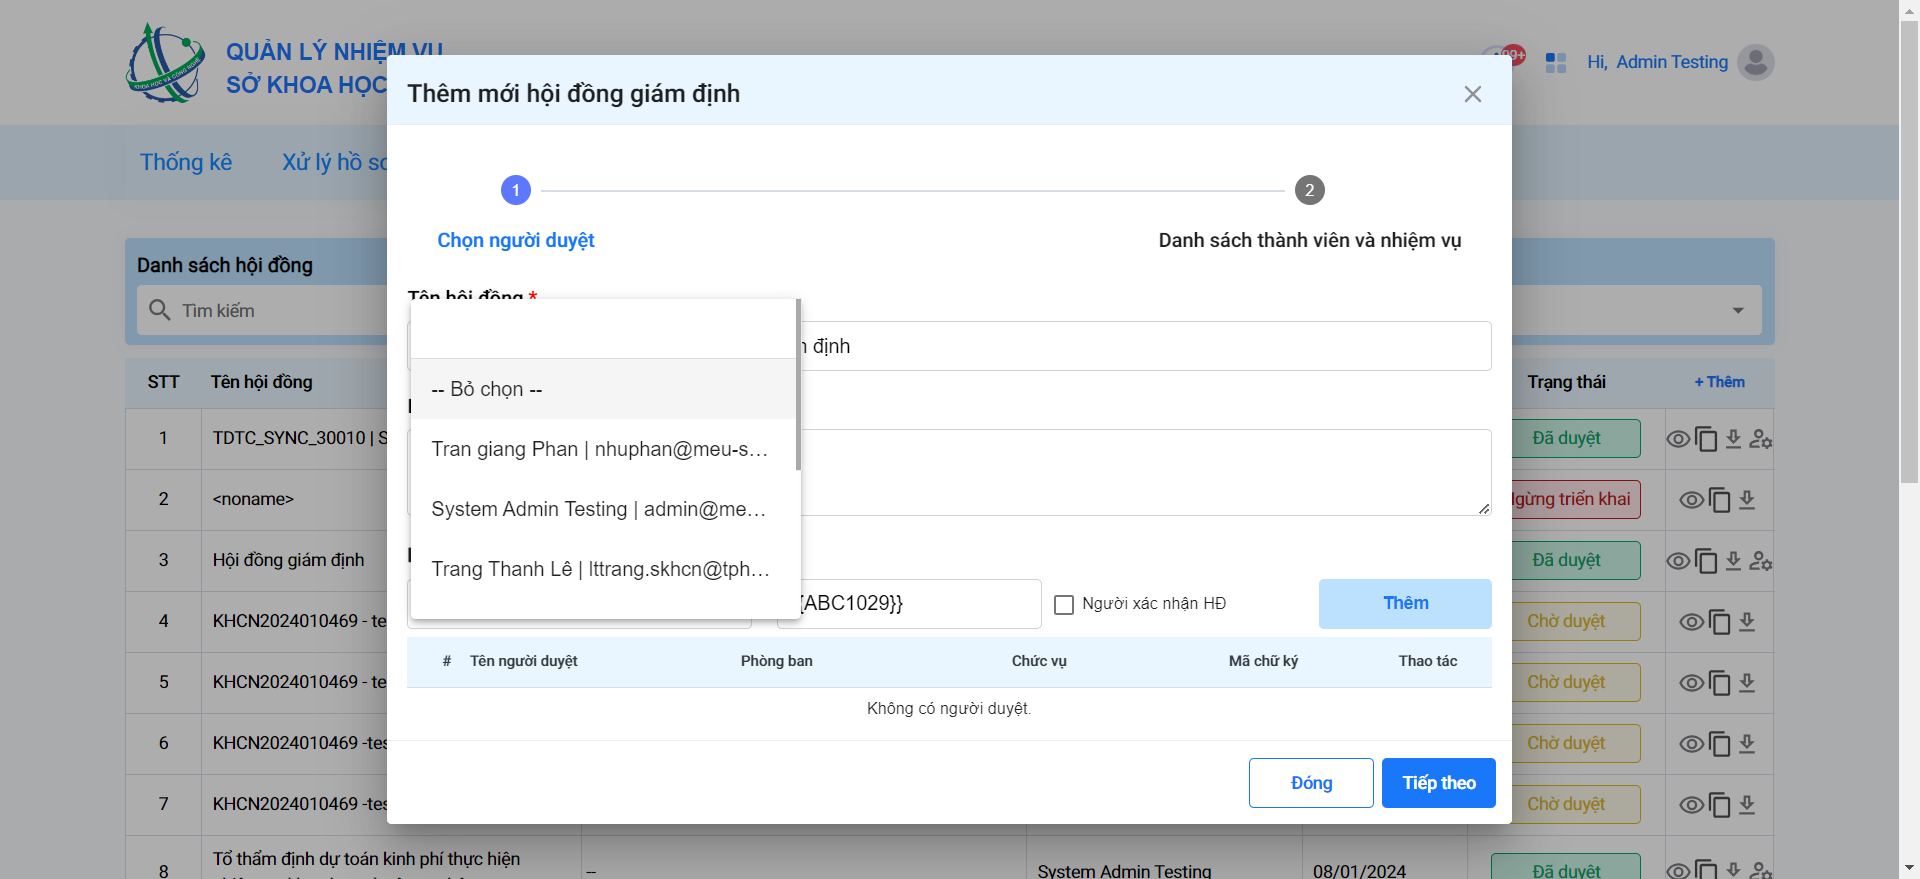 QUẢN LÝ NHIỆM VỤ
SỞ KHOA HỌC
KHOA HỌC VÀ CÔNG NGHỆ
99+
Hi, Admin Testing
Thống kê
Xử lý hồ sơ
Thêm mới hội đồng giám định
1
2
Chọn người duyệt
Danh sách thành viên và nhiệm vụ
Danh sách hội đồng
Tìm kiếm
Tên hội đồng *
định
-- Bỏ chọn --
Tran giang Phan | nhuphan@meu-s...
System Admin Testing | admin@me...
Trang Thanh Lê | lttrang.skhcn@tph...
{ABC1029}}
Người xác nhận HĐ
Thêm
# Tên người duyệt Phòng ban Chức vụ Mã chữ ký Thao tác
Không có người duyệt.
Đóng
Tiếp theo
STT Tên hội đồng Trạng thái + Thêm
1 TDTC_SYNC_30010 | S Đã duyệt
2 <noname> Ngừng triển khai
3 Hội đồng giám định Đã duyệt
4 KHCN2024010469 - te Chờ duyệt
5 KHCN2024010469 - te Chờ duyệt
6 KHCN2024010469 -tes Chờ duyệt
7 KHCN2024010469 -tes Chờ duyệt
8 Tổ thẩm định dự toán kinh phí thực hiện -- System Admin Testing 08/01/2024 Đã duyệt